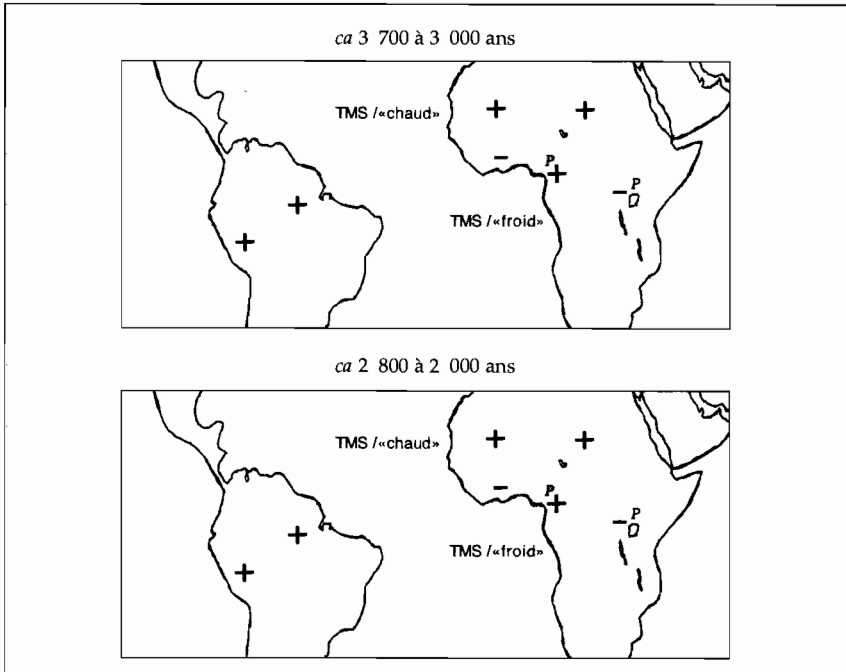 ca 3 700 à 3 000 ans
TMS /«chaud»
P
P
TMS /«froid»
ca 2 800 à 2 000 ans
TMS /«chaud»
P
P
TMS /«froid»